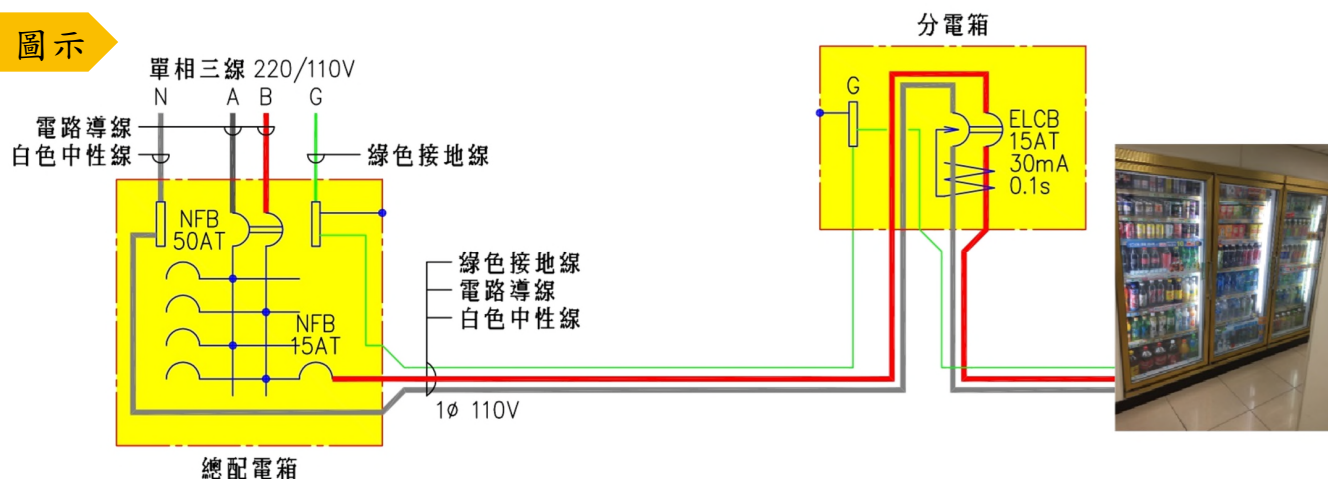 圖示
單相三線 220/110V
N A B G
電路導線
白色中性線
綠色接地線
NFB
50AT
NFB
15AT
總配電箱
綠色接地線
電路導線
白色中性線
1ø 110V
分電箱
G
ELCB
15AT
30mA
0.1s